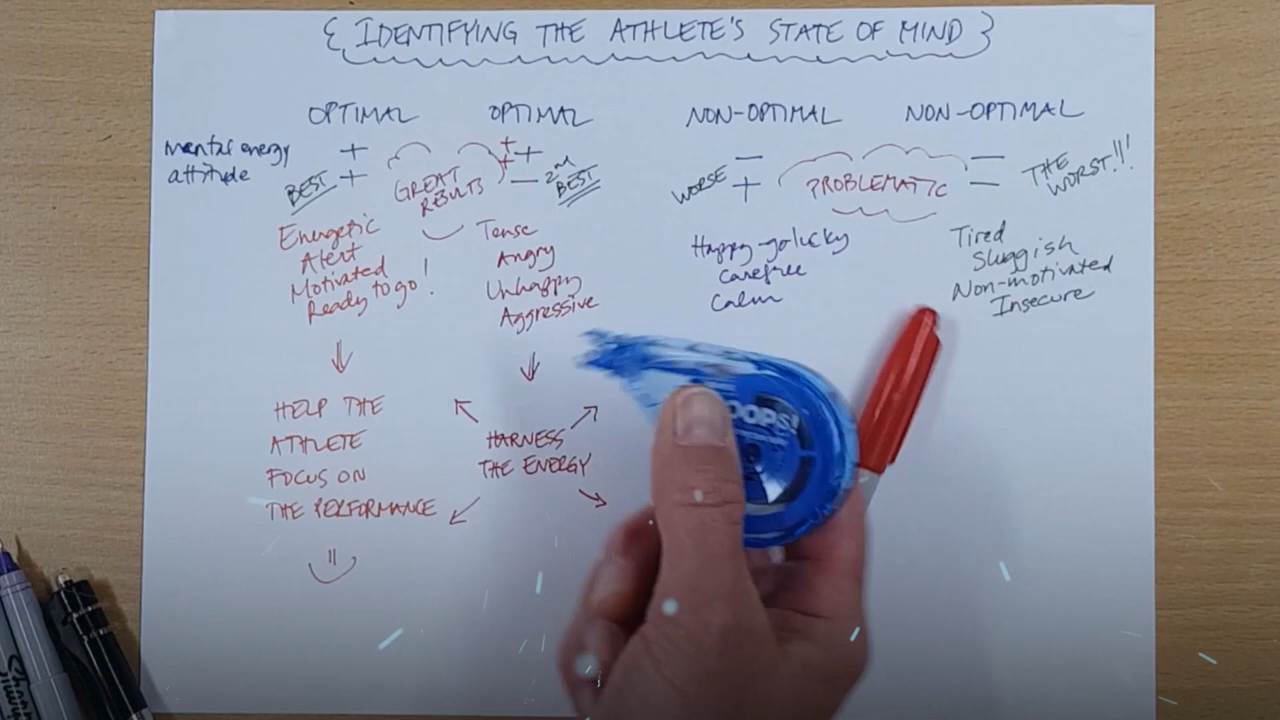 { IDENTIFYING THE ATHLETE'S STATE OF MIND }
OPTIMAL OPTIMAL NON-OPTIMAL NON-OPTIMAL
mental energy + + + - -
attitude + + - + -
BEST
GREAT
RESULTS
2nd
BEST
WORSE
PROBLEMATIC
THE
WORST!!!
Energetic
Alert
Motivated
Ready to go!
Tense
Angry
Unhappy
Aggressive
Happy-go lucky
carefree
Calm
Tired
Sluggish
Non-motivated
Insecure
HELP THE
ATHLETE
FOCUS ON
THE PERFORMANCE
HARNESS
THE ENERGY
OOPS!